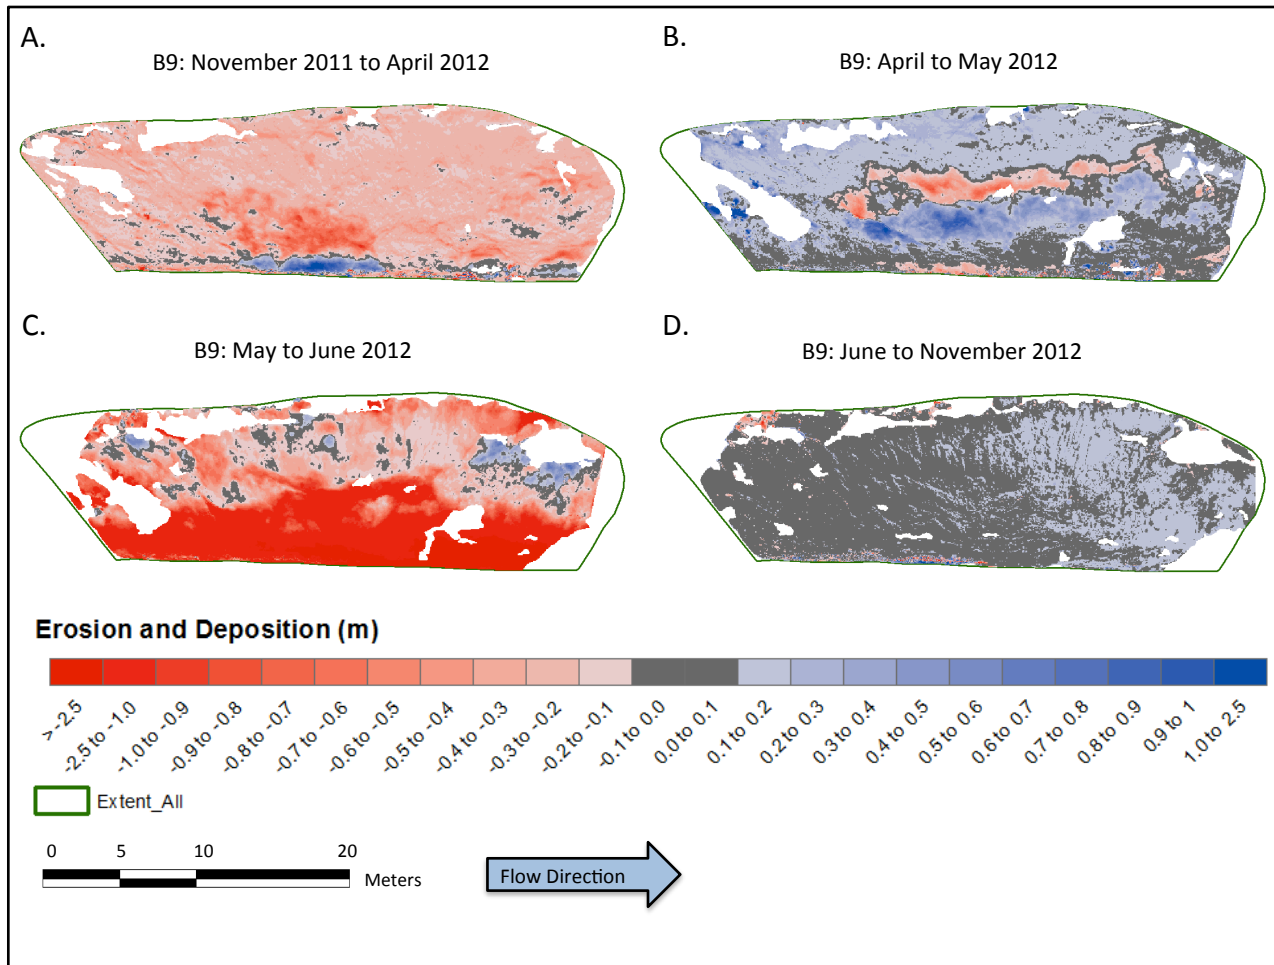 A.
B9: November 2011 to April 2012
B.
B9: April to May 2012
C.
B9: May to June 2012
D.
B9: June to November 2012
Erosion and Deposition (m)
> -2.5
-2.5 to -1.0
-1.0 to -0.9
-0.9 to -0.8
-0.8 to -0.7
-0.7 to -0.6
-0.6 to -0.5
-0.5 to -0.4
-0.4 to -0.3
-0.3 to -0.2
-0.2 to -0.1
-0.1 to 0.0
0.0 to 0.1
0.1 to 0.2
0.2 to 0.3
0.3 to 0.4
0.4 to 0.5
0.5 to 0.6
0.6 to 0.7
0.7 to 0.8
0.8 to 0.9
0.9 to 1
1.0 to 2.5
Extent_All
0 5 10 20
Meters
Flow Direction